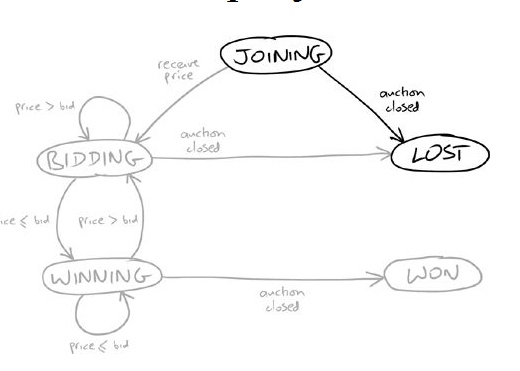 JOINING
receive
price
auction
closed
price > bid
auction
closed
BIDDING
LOST
ice ⩽ bid
price > bid
WINNING
WON
auction
closed
price ⩽ bid